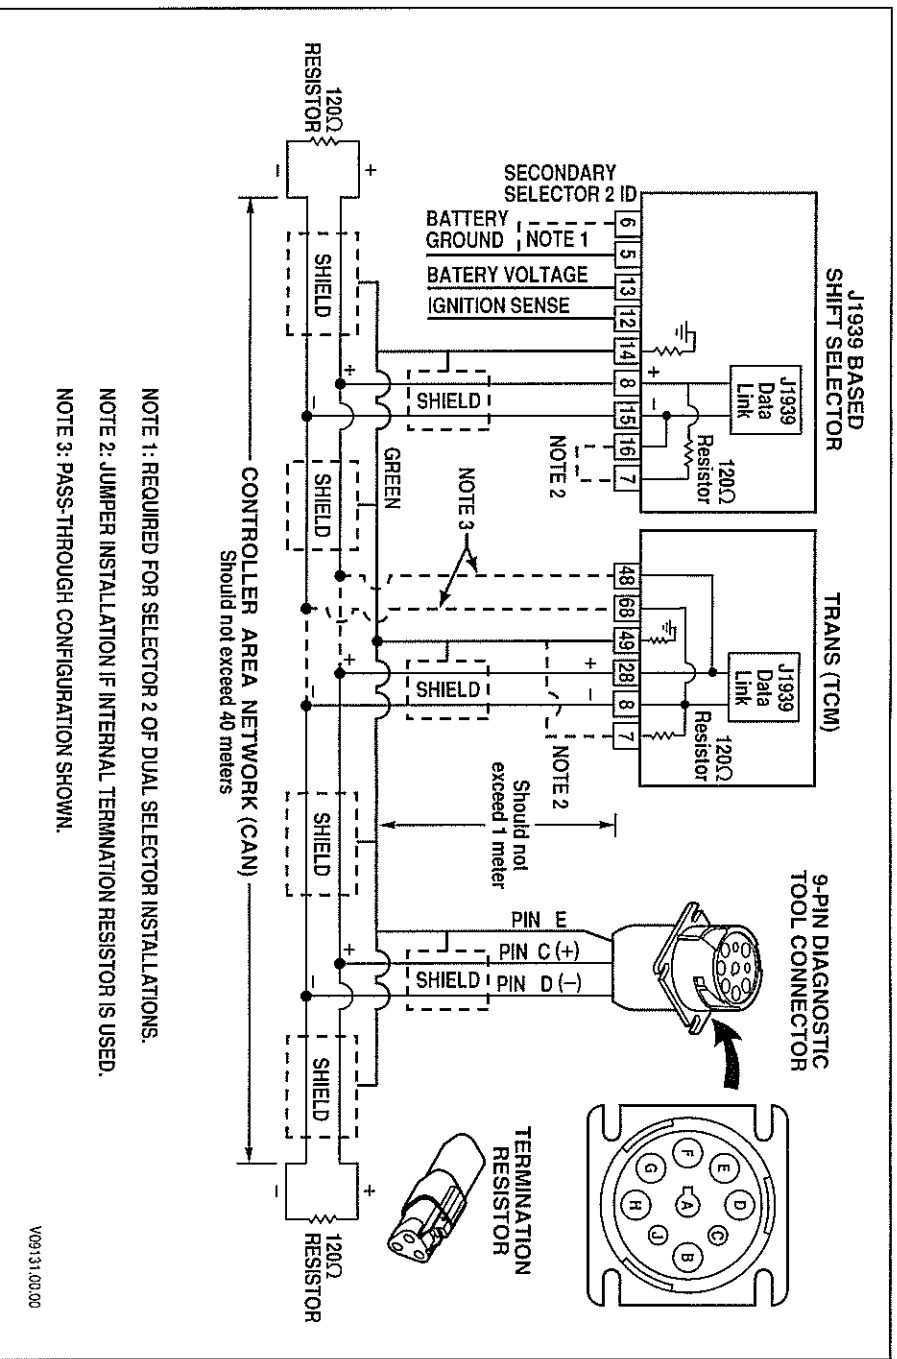 J1939 BASED
SHIFT SELECTOR
J1939
Data
Link
120Ω
Resistor
SECONDARY
SELECTOR 2 ID
6
BATTERY
GROUND
NOTE 1
5
BATERY VOLTAGE
13
IGNITION SENSE
12
14
+
8
−
15
16
7
NOTE 2
SHIELD
TRANS (TCM)
J1939
Data
Link
120Ω
Resistor
48
68
49
+
28
−
8
7
NOTE 2
NOTE 3
SHIELD
Should not
exceed 1 meter
9-PIN DIAGNOSTIC
TOOL CONNECTOR
PIN E
PIN C (+)
PIN D (−)
SHIELD
F
E
D
G
A
C
H
J
B
TERMINATION
RESISTOR
GREEN
120Ω
RESISTOR
+
−
SHIELD
+
−
SHIELD
+
−
SHIELD
+
−
SHIELD
+
−
120Ω
RESISTOR
CONTROLLER AREA NETWORK (CAN)
Should not exceed 40 meters
NOTE 1: REQUIRED FOR SELECTOR 2 OF DUAL SELECTOR INSTALLATIONS.
NOTE 2: JUMPER INSTALLATION IF INTERNAL TERMNATION RESISTOR IS USED.
NOTE 3: PASS-THROUGH CONFIGURATION SHOWN.
V09131.00.00